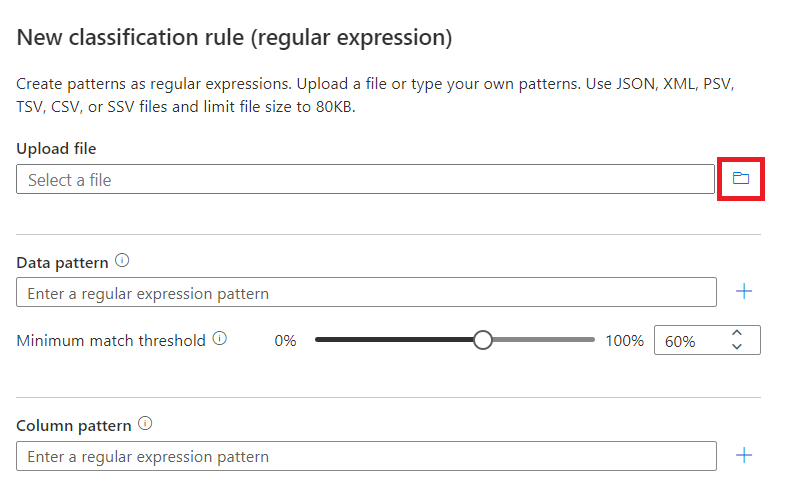 New classification rule (regular expression)
Create patterns as regular expressions. Upload a file or type your own patterns. Use JSON, XML, PSV,
TSV, CSV, or SSV files and limit file size to 80KB.
Upload file
Select a file
Data pattern
Enter a regular expression pattern
Minimum match threshold 0% 100% 60%
Column pattern
Enter a regular expression pattern